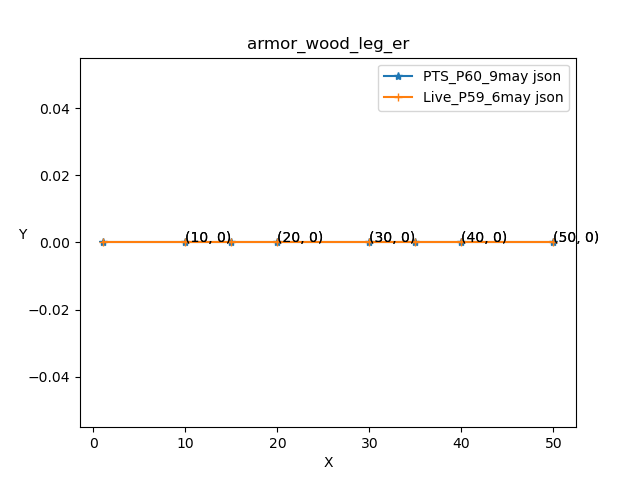 armor_wood_leg_er
PTS_P60_9may json
Live_P59_6may json
0.04
0.02
0.00
−0.02
−0.04
Y
(10, 0) (20, 0) (30, 0) (40, 0) (50, 0)
0 10 20 30 40 50
X